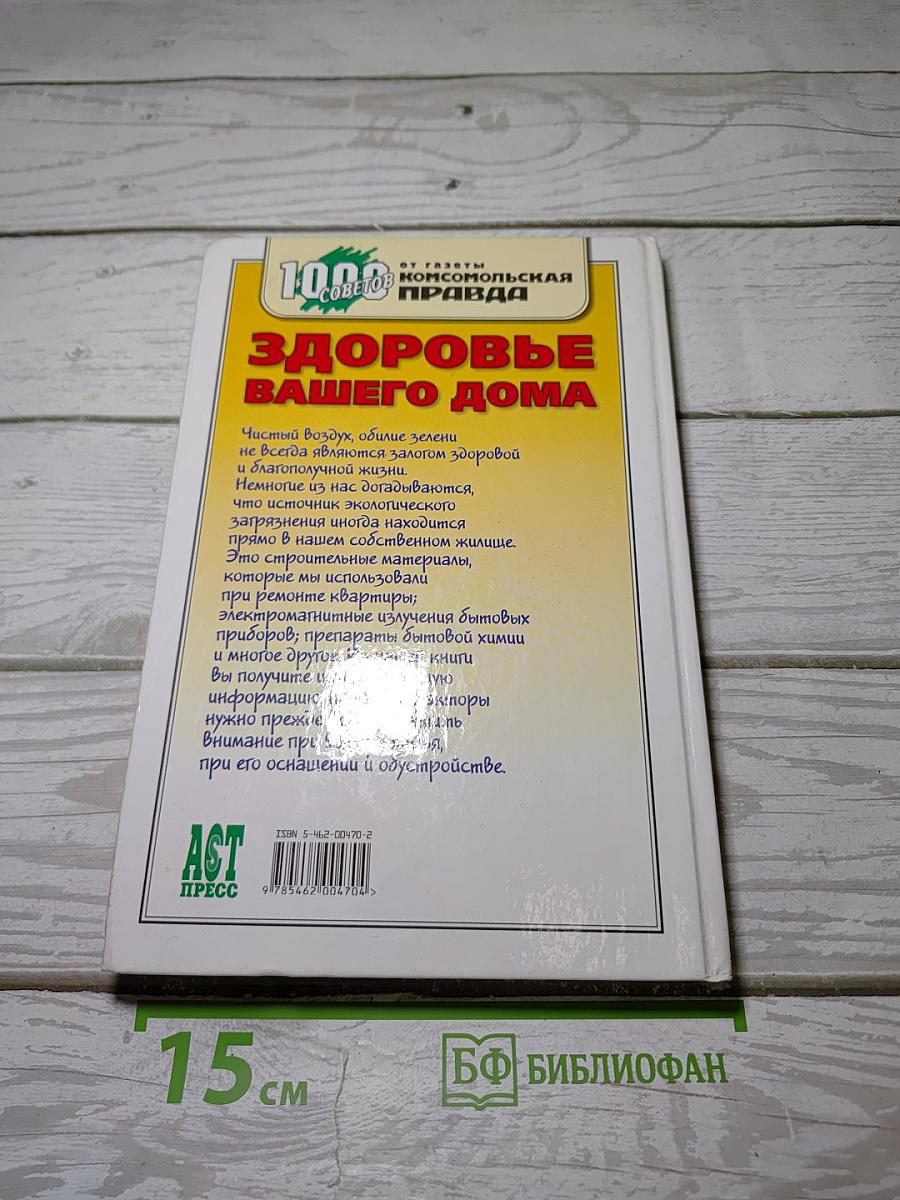 1000
СОВЕТОВ
от газеты
КОМСОМОЛЬСКАЯ
ПРАВДА
ЗДОРОВЬЕ
ВАШЕГО ДОМА
Чистый воздух, обилие зелени
не всегда являются залогом здоровой
и благополучной жизни.
Немногие из нас догадываются,
что источник экологического
загрязнения иногда находится
прямо в нашем собственном жилище.
Это строительные материалы,
которые мы использовали
при ремонте квартиры;
электромагнитные излучения бытовых
приборов; препараты бытовой химии
и многое другое книги
вы получите
информацию
нужно
внимание при
при его оснащении и обустройстве.
АСТ
ПРЕСС
ISBN 5-462-00470-2
9 785462 004704 >
15 см
БФ БИБЛИОФАН